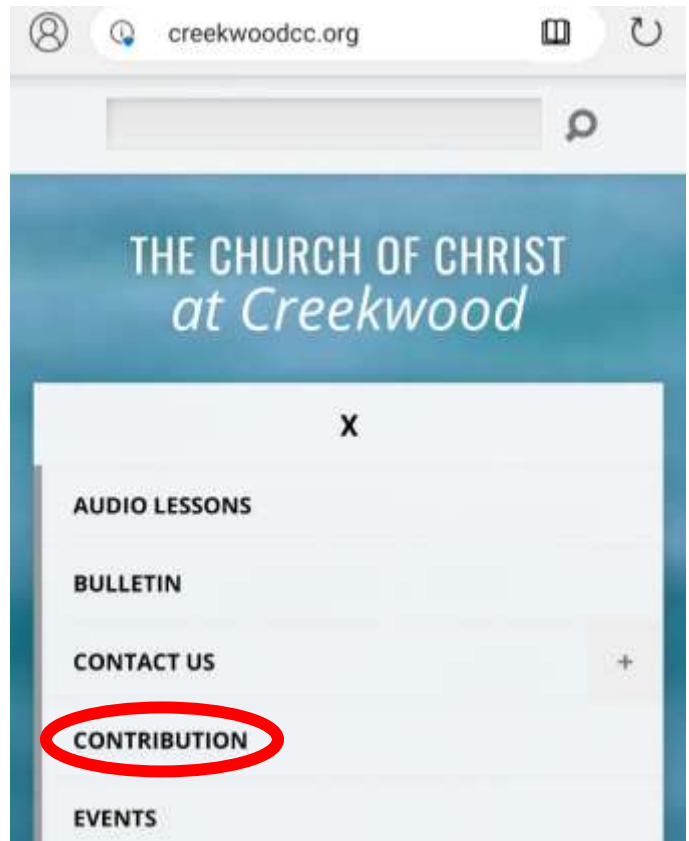 creekwoodcc.org
THE CHURCH OF CHRIST
at Creekwood
X
AUDIO LESSONS
BULLETIN
CONTACT US +
CONTRIBUTION
EVENTS